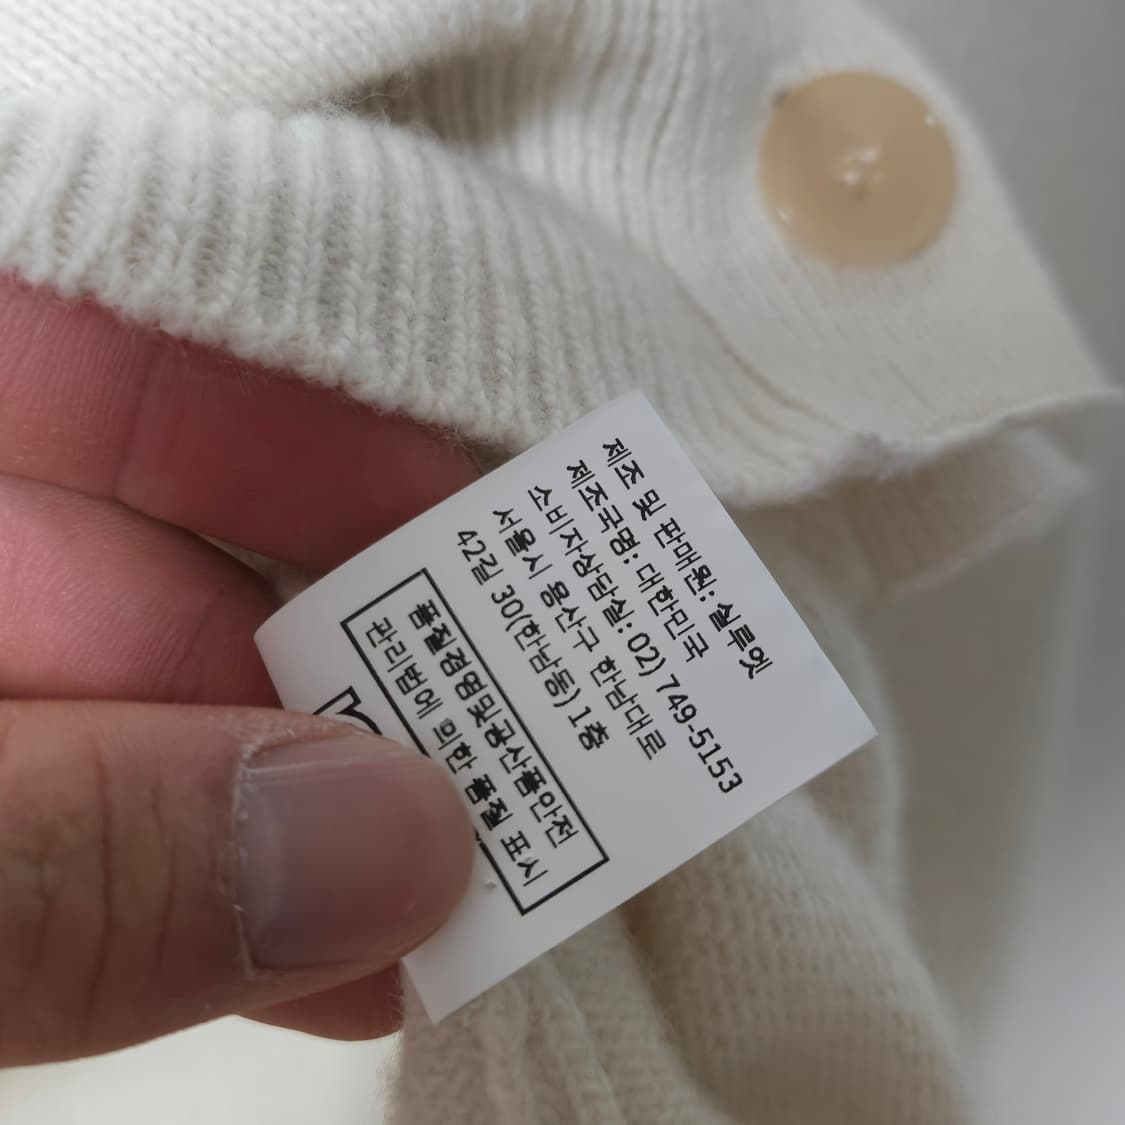 제조 및 판매원: 실루엣
제조국명: 대한민국
소비자상담실: 02) 749-5153
서울시 용산구 한남대로
42길 30(한남동) 1층
품질경영및공산품안전
관리법에 의한 품질 표시